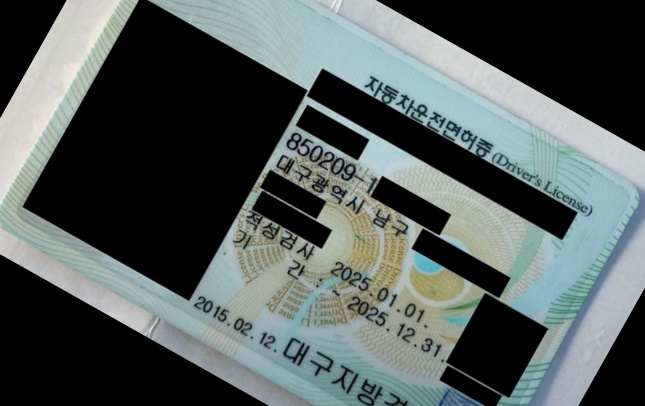 자동차운전면허증 (Driver's License)
850209-1
대구광역시 남구
적성검사 2025.01.01.
기 간 : 2025.12.31.
2015.02.12. 대구지방경